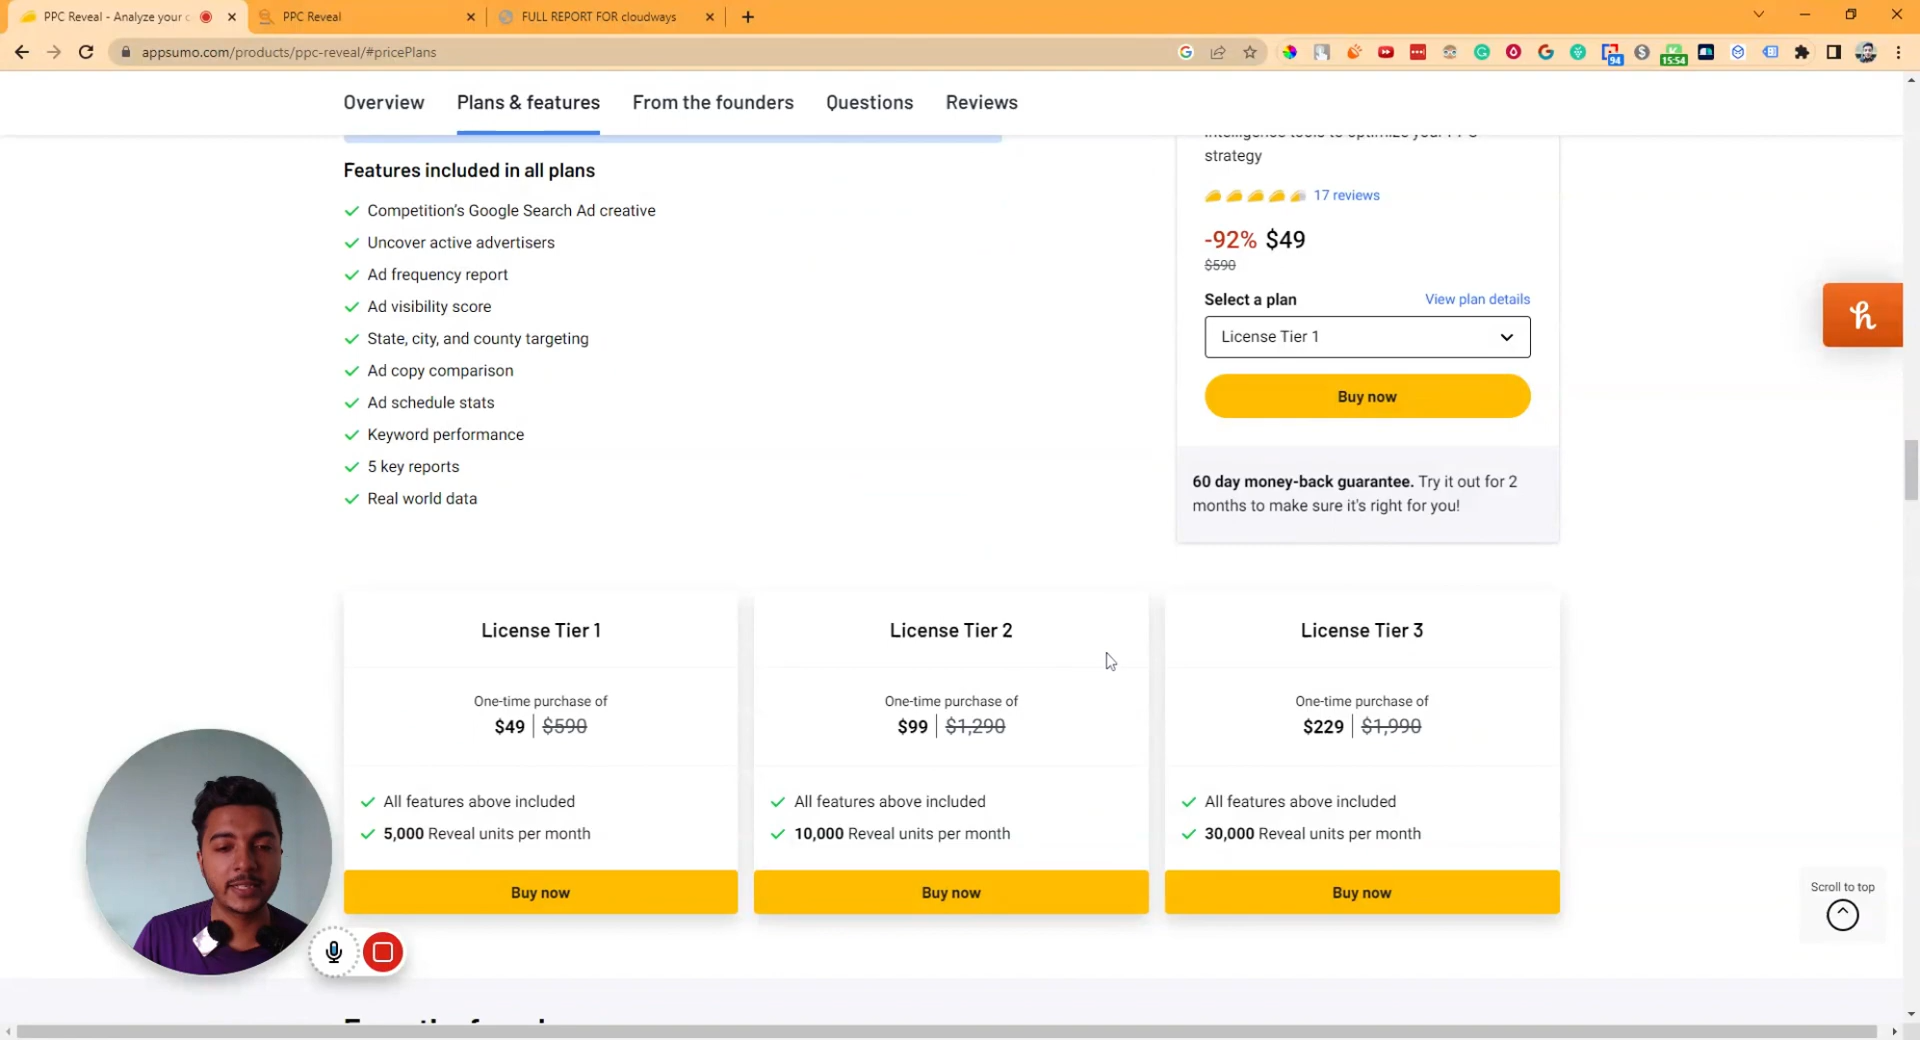 PPC Reveal - Analyze your c
PPC Reveal
FULL REPORT FOR cloudways
appsumo.com/products/ppc-reveal/#pricePlans
94
15:54
Overview
Plans & features
From the founders
Questions
Reviews
Features included in all plans
Competition's Google Search Ad creative
Uncover active advertisers
Ad frequency report
Ad visibility score
State, city, and county targeting
Ad copy comparison
Ad schedule stats
Keyword performance
5 key reports
Real world data
strategy
17 reviews
-92% $49
$590
Select a plan
View plan details
License Tier 1
Buy now
60 day money-back guarantee. Try it out for 2
months to make sure it's right for you!
License Tier 1
One-time purchase of
$49 | $590
All features above included
5,000 Reveal units per month
Buy now
License Tier 2
One-time purchase of
$99 | $1,290
All features above included
10,000 Reveal units per month
Buy now
License Tier 3
One-time purchase of
$229 | $1,990
All features above included
30,000 Reveal units per month
Buy now
Scroll to top